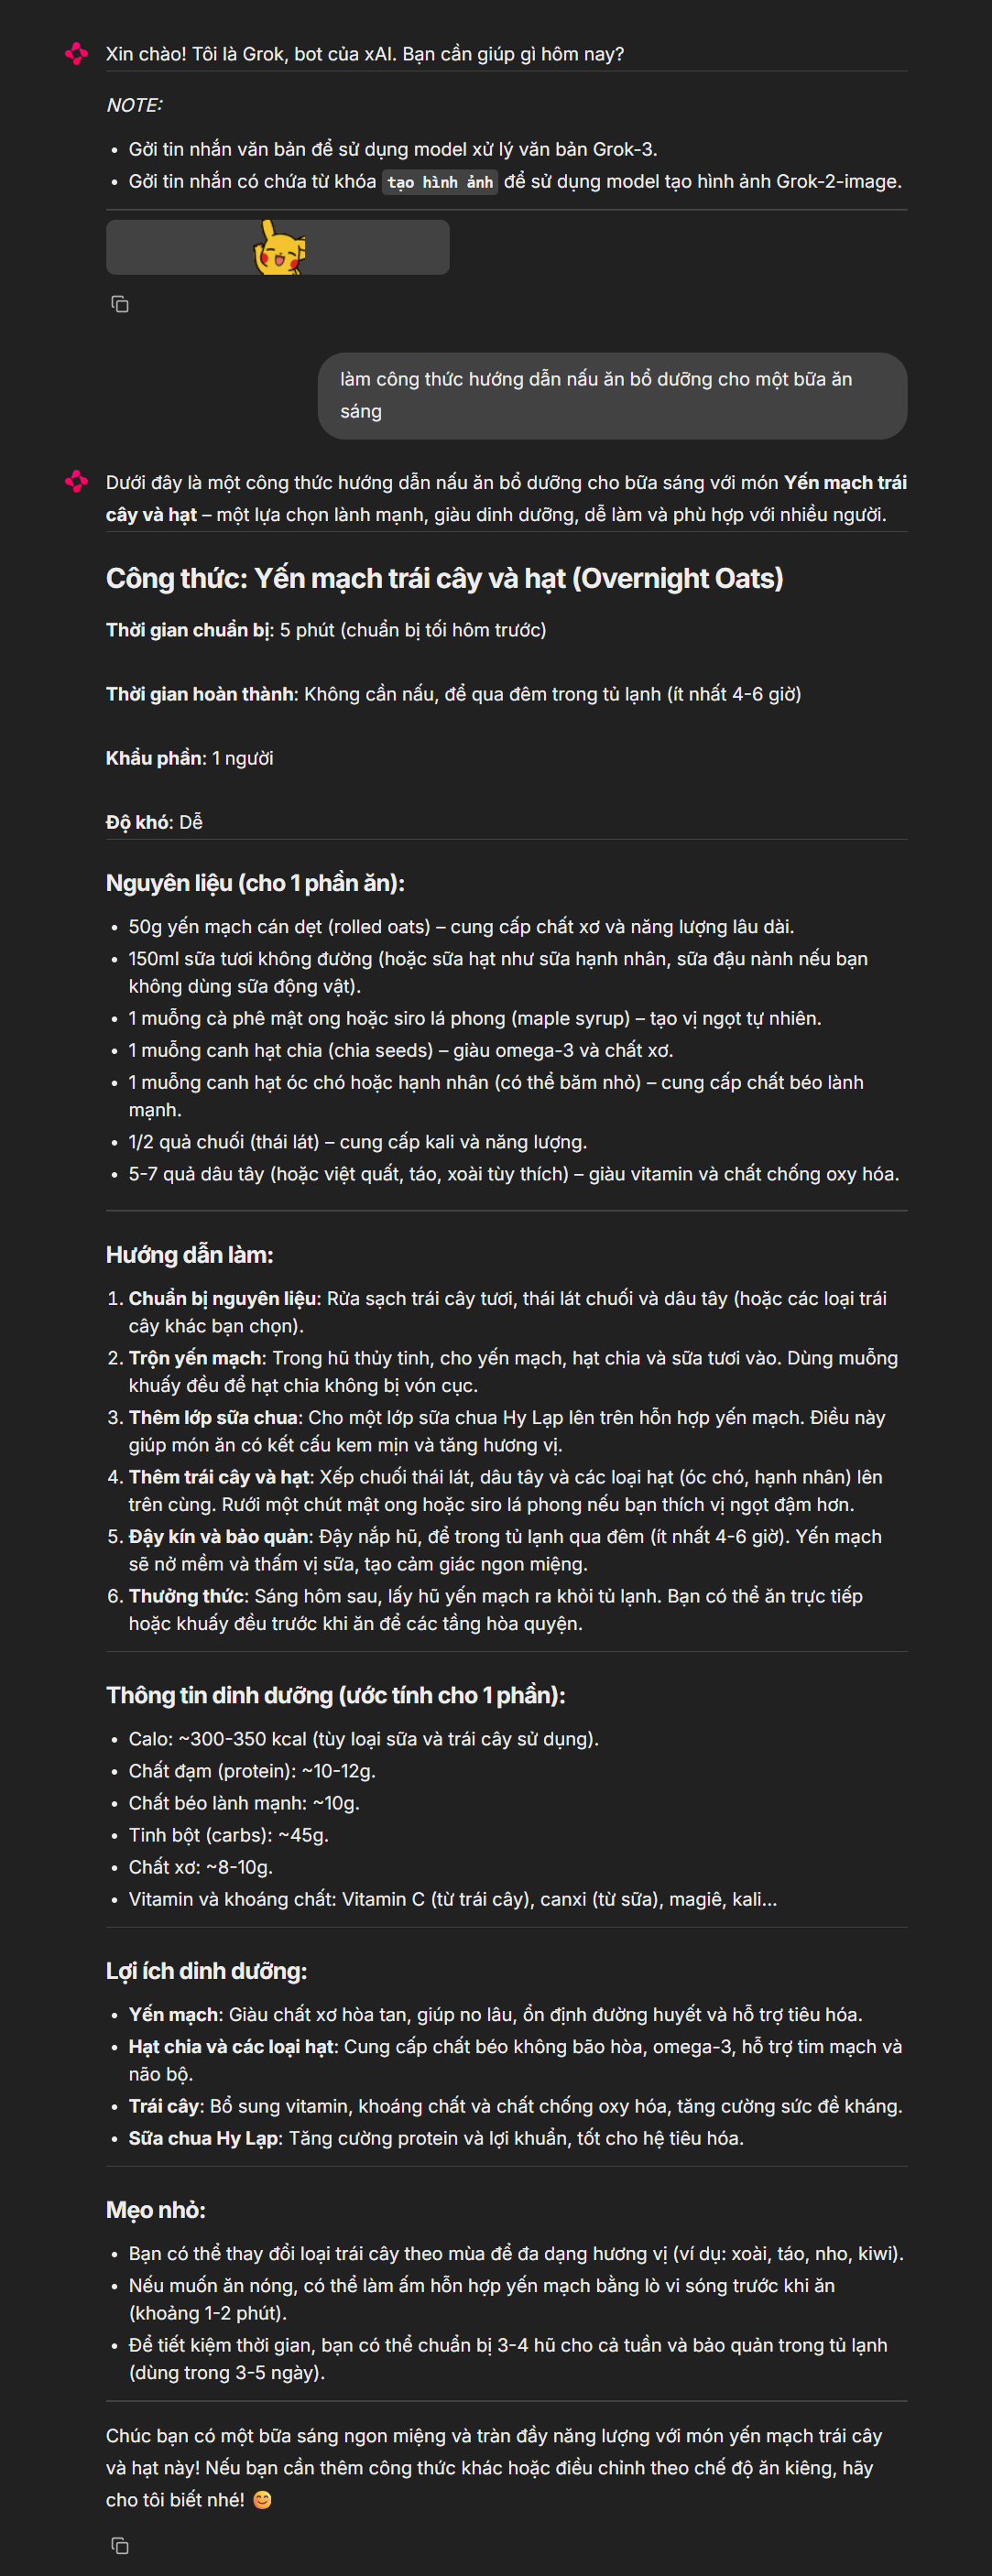 Xin chào! Tôi là Grok, bot của xAI. Bạn cần giúp gì hôm nay?
NOTE:
• Gởi tin nhắn văn bản để sử dụng model xử lý văn bản Grok-3.
• Gởi tin nhắn có chứa từ khóa tạo hình ảnh để sử dụng model tạo hình ảnh Grok-2-image.
làm công thức hướng dẫn nấu ăn bổ dưỡng cho một bữa ăn
sáng
Dưới đây là một công thức hướng dẫn nấu ăn bổ dưỡng cho bữa sáng với món Yến mạch trái
cây và hạt – một lựa chọn lành mạnh, giàu dinh dưỡng, dễ làm và phù hợp với nhiều người.
Công thức: Yến mạch trái cây và hạt (Overnight Oats)
Thời gian chuẩn bị: 5 phút (chuẩn bị tối hôm trước)
Thời gian hoàn thành: Không cần nấu, để qua đêm trong tủ lạnh (ít nhất 4-6 giờ)
Khẩu phần: 1 người
Độ khó: Dễ
Nguyên liệu (cho 1 phần ăn):
• 50g yến mạch cán dẹt (rolled oats) – cung cấp chất xơ và năng lượng lâu dài.
• 150ml sữa tươi không đường (hoặc sữa hạt như sữa hạnh nhân, sữa đậu nành nếu bạn
không dùng sữa động vật).
• 1 muỗng cà phê mật ong hoặc siro lá phong (maple syrup) – tạo vị ngọt tự nhiên.
• 1 muỗng canh hạt chia (chia seeds) – giàu omega-3 và chất xơ.
• 1 muỗng canh hạt óc chó hoặc hạnh nhân (có thể băm nhỏ) – cung cấp chất béo lành
mạnh.
• 1/2 quả chuối (thái lát) – cung cấp kali và năng lượng.
• 5-7 quả dâu tây (hoặc việt quất, táo, xoài tùy thích) – giàu vitamin và chất chống oxy hóa.
Hướng dẫn làm:
1. Chuẩn bị nguyên liệu: Rửa sạch trái cây tươi, thái lát chuối và dâu tây (hoặc các loại trái
cây khác bạn chọn).
2. Trộn yến mạch: Trong hũ thủy tinh, cho yến mạch, hạt chia và sữa tươi vào. Dùng muỗng
khuấy đều để hạt chia không bị vón cục.
3. Thêm lớp sữa chua: Cho một lớp sữa chua Hy Lạp lên trên hỗn hợp yến mạch. Điều này
giúp món ăn có kết cấu kem mịn và tăng hương vị.
4. Thêm trái cây và hạt: Xếp chuối thái lát, dâu tây và các loại hạt (óc chó, hạnh nhân) lên
trên cùng. Rưới một chút mật ong hoặc siro lá phong nếu bạn thích vị ngọt đậm hơn.
5. Đậy kín và bảo quản: Đậy nắp hũ, để trong tủ lạnh qua đêm (ít nhất 4-6 giờ). Yến mạch
sẽ nở mềm và thấm vị sữa, tạo cảm giác ngon miệng.
6. Thưởng thức: Sáng hôm sau, lấy hũ yến mạch ra khỏi tủ lạnh. Bạn có thể ăn trực tiếp
hoặc khuấy đều trước khi ăn để các tầng hòa quyện.
Thông tin dinh dưỡng (ước tính cho 1 phần):
• Calo: ~300-350 kcal (tùy loại sữa và trái cây sử dụng).
• Chất đạm (protein): ~10-12g.
• Chất béo lành mạnh: ~10g.
• Tinh bột (carbs): ~45g.
• Chất xơ: ~8-10g.
• Vitamin và khoáng chất: Vitamin C (từ trái cây), canxi (từ sữa), magiê, kali...
Lợi ích dinh dưỡng:
• Yến mạch: Giàu chất xơ hòa tan, giúp no lâu, ổn định đường huyết và hỗ trợ tiêu hóa.
• Hạt chia và các loại hạt: Cung cấp chất béo không bão hòa, omega-3, hỗ trợ tim mạch và
não bộ.
• Trái cây: Bổ sung vitamin, khoáng chất và chất chống oxy hóa, tăng cường sức đề kháng.
• Sữa chua Hy Lạp: Tăng cường protein và lợi khuẩn, tốt cho hệ tiêu hóa.
Mẹo nhỏ:
• Bạn có thể thay đổi loại trái cây theo mùa để đa dạng hương vị (ví dụ: xoài, táo, nho, kiwi).
• Nếu muốn ăn nóng, có thể làm ấm hỗn hợp yến mạch bằng lò vi sóng trước khi ăn
(khoảng 1-2 phút).
• Để tiết kiệm thời gian, bạn có thể chuẩn bị 3-4 hũ cho cả tuần và bảo quản trong tủ lạnh
(dùng trong 3-5 ngày).
Chúc bạn có một bữa sáng ngon miệng và tràn đầy năng lượng với món yến mạch trái cây
và hạt này! Nếu bạn cần thêm công thức khác hoặc điều chỉnh theo chế độ ăn kiêng, hãy
cho tôi biết nhé! 😊